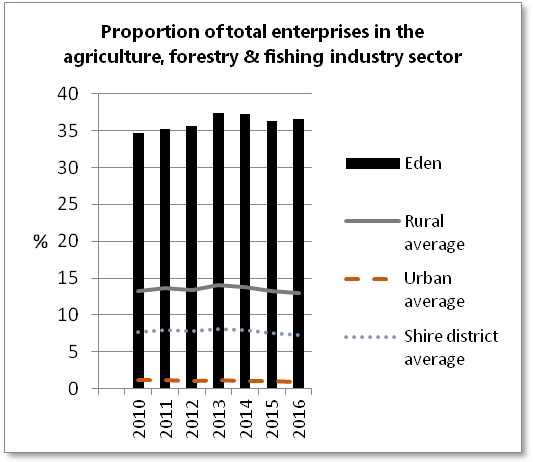 Proportion of total enterprises in the
agriculture, forestry & fishing industry sector
40
35
30
25
20
15
10
5
0
%
2010
2011
2012
2013
2014
2015
2016
Eden
Rural
average
Urban
average
Shire district
average